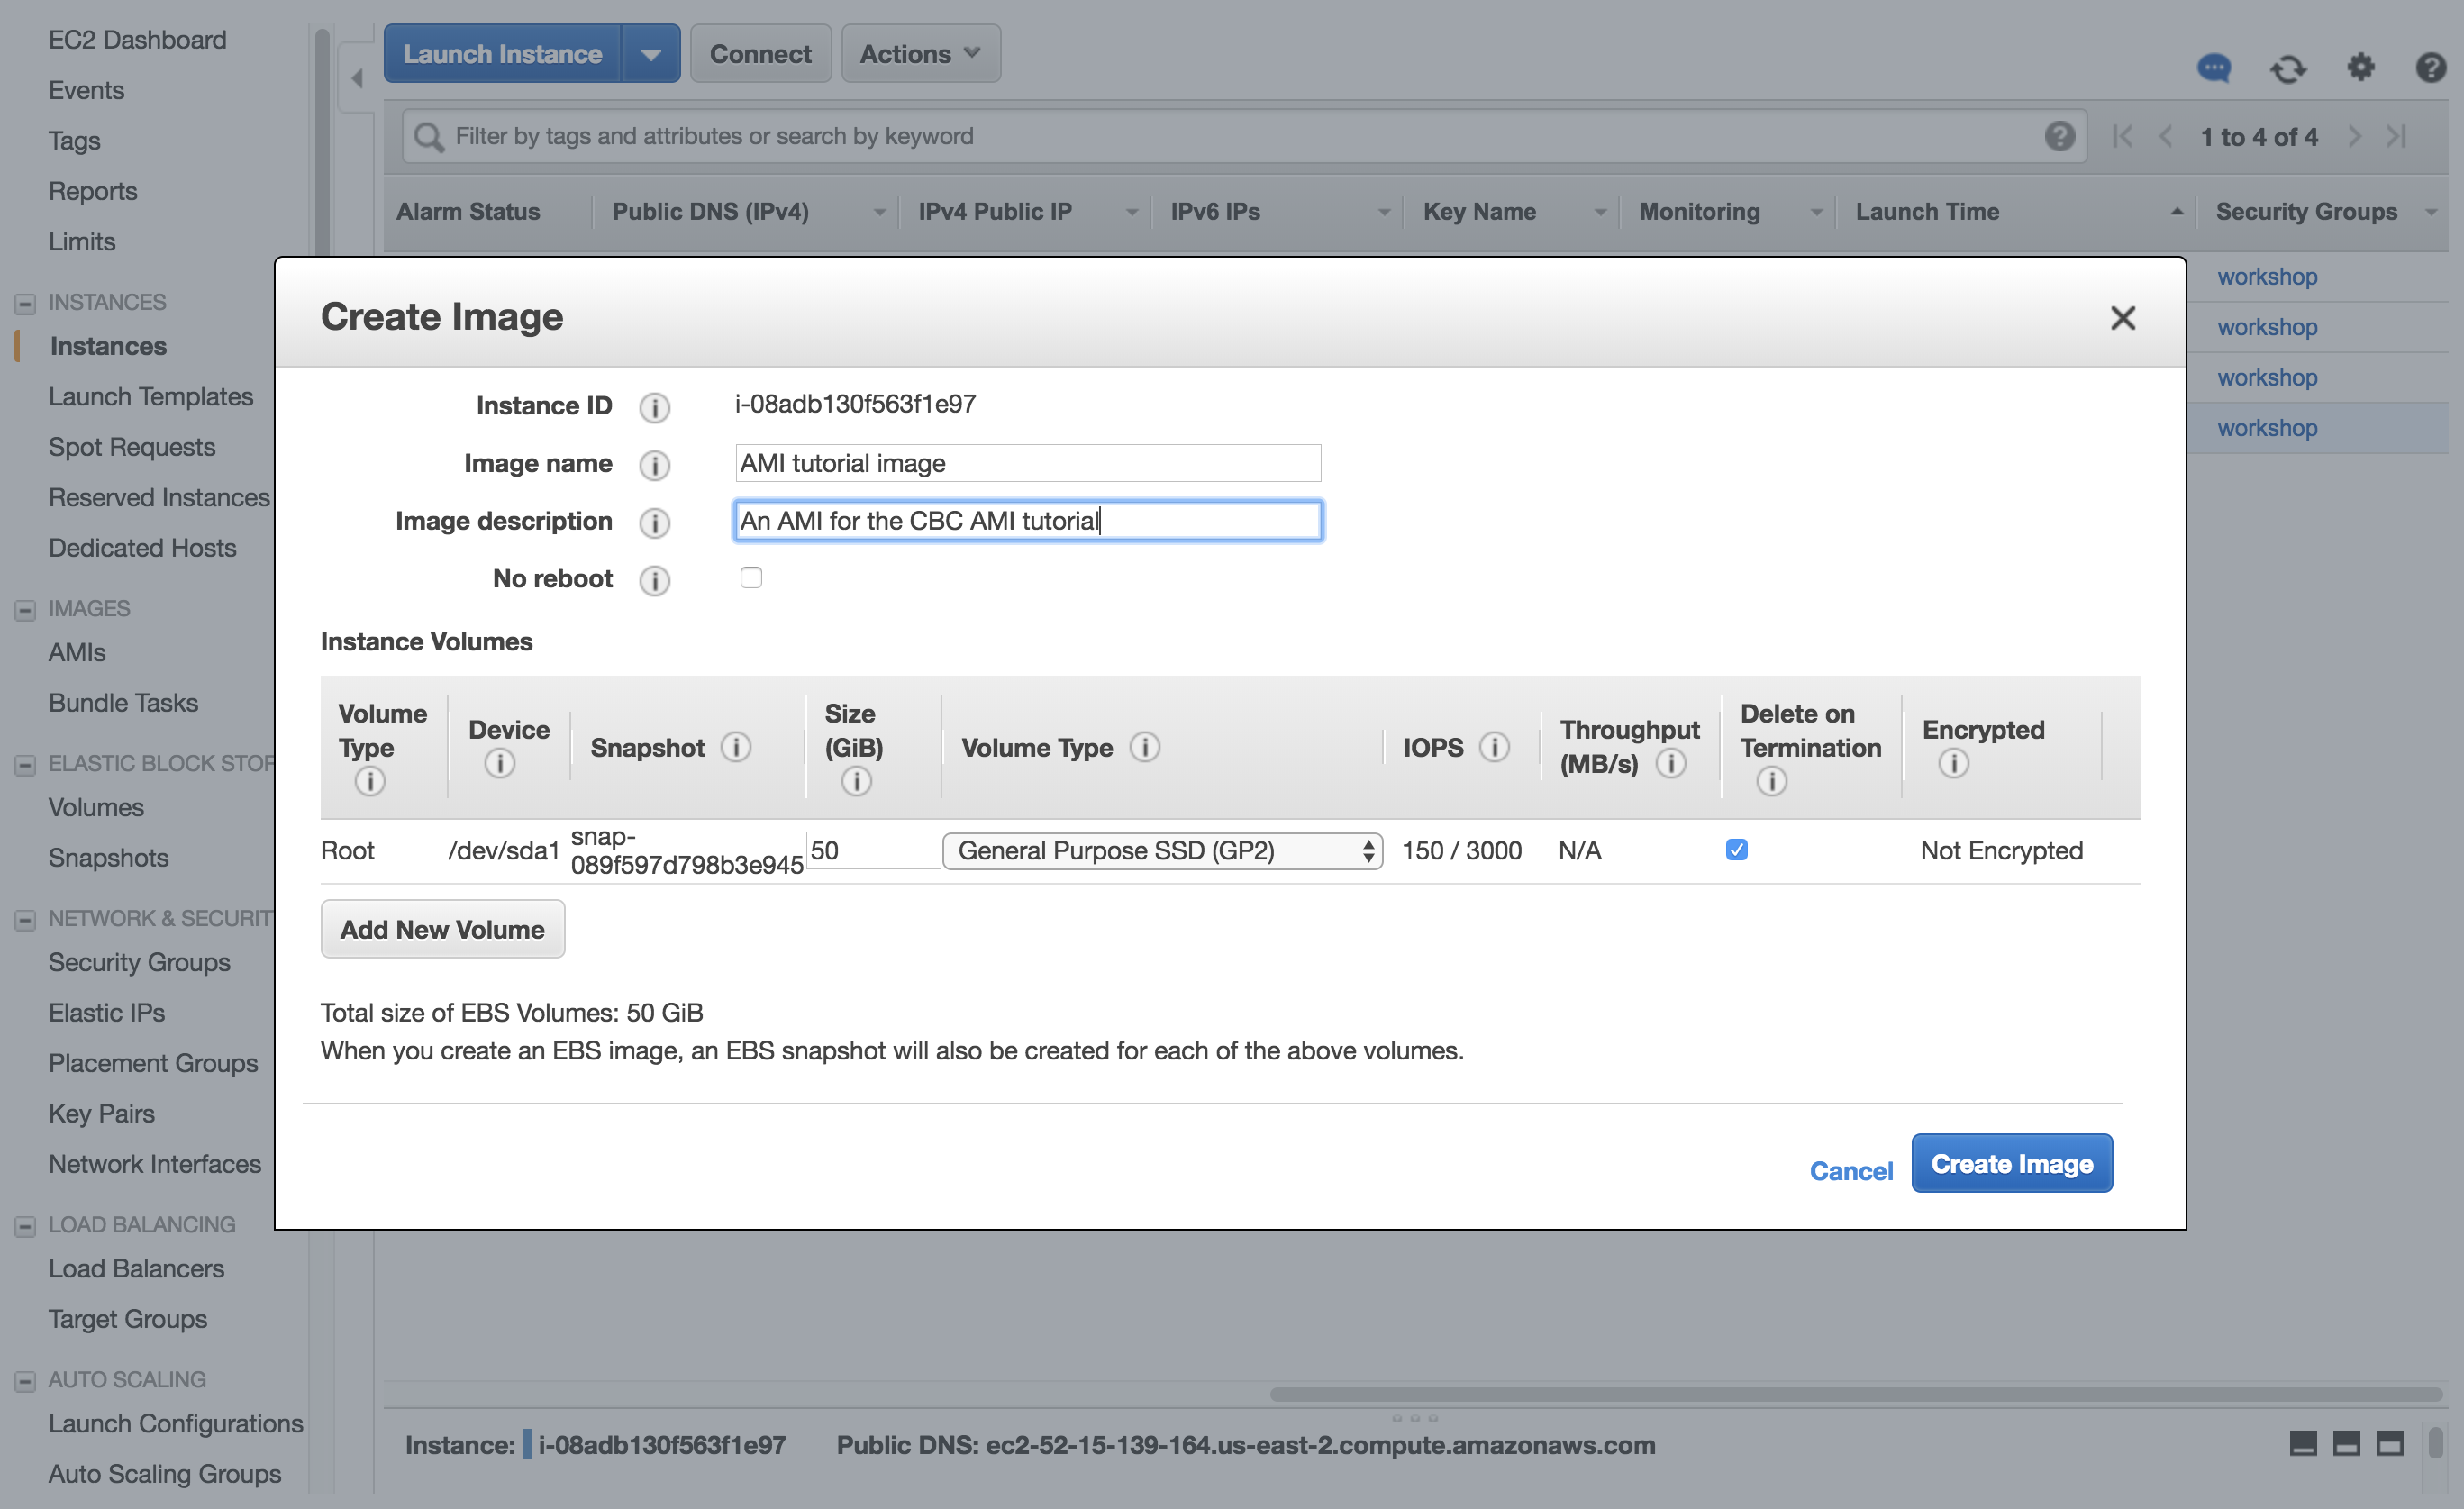 EC2 Dashboard
Events
Tags
Reports
Limits
INSTANCES
Instances
Launch Templates
Spot Requests
Reserved Instances
Dedicated Hosts
IMAGES
AMIs
Bundle Tasks
ELASTIC BLOCK STOR
Volumes
Snapshots
NETWORK & SECURIT
Security Groups
Elastic IPs
Placement Groups
Key Pairs
Network Interfaces
LOAD BALANCING
Load Balancers
Target Groups
AUTO SCALING
Launch Configurations
Auto Scaling Groups
Launch Instance Connect Actions
Filter by tags and attributes or search by keyword 1 to 4 of 4
Alarm Status Public DNS (IPv4) IPv4 Public IP IPv6 IPs Key Name Monitoring Launch Time Security Groups
workshop
workshop
workshop
workshop
Create Image
Instance ID i-08adb130f563f1e97
Image name AMI tutorial image
Image description An AMI for the CBC AMI tutorial
No reboot
Instance Volumes
Volume Type Device Snapshot Size (GiB) Volume Type IOPS Throughput (MB/s) Delete on Termination Encrypted
Root /dev/sda1 snap-089f597d798b3e945 50 General Purpose SSD (GP2) 150 / 3000 N/A Not Encrypted
Add New Volume
Total size of EBS Volumes: 50 GiB
When you create an EBS image, an EBS snapshot will also be created for each of the above volumes.
Cancel Create Image
Instance: i-08adb130f563f1e97 Public DNS: ec2-52-15-139-164.us-east-2.compute.amazonaws.com